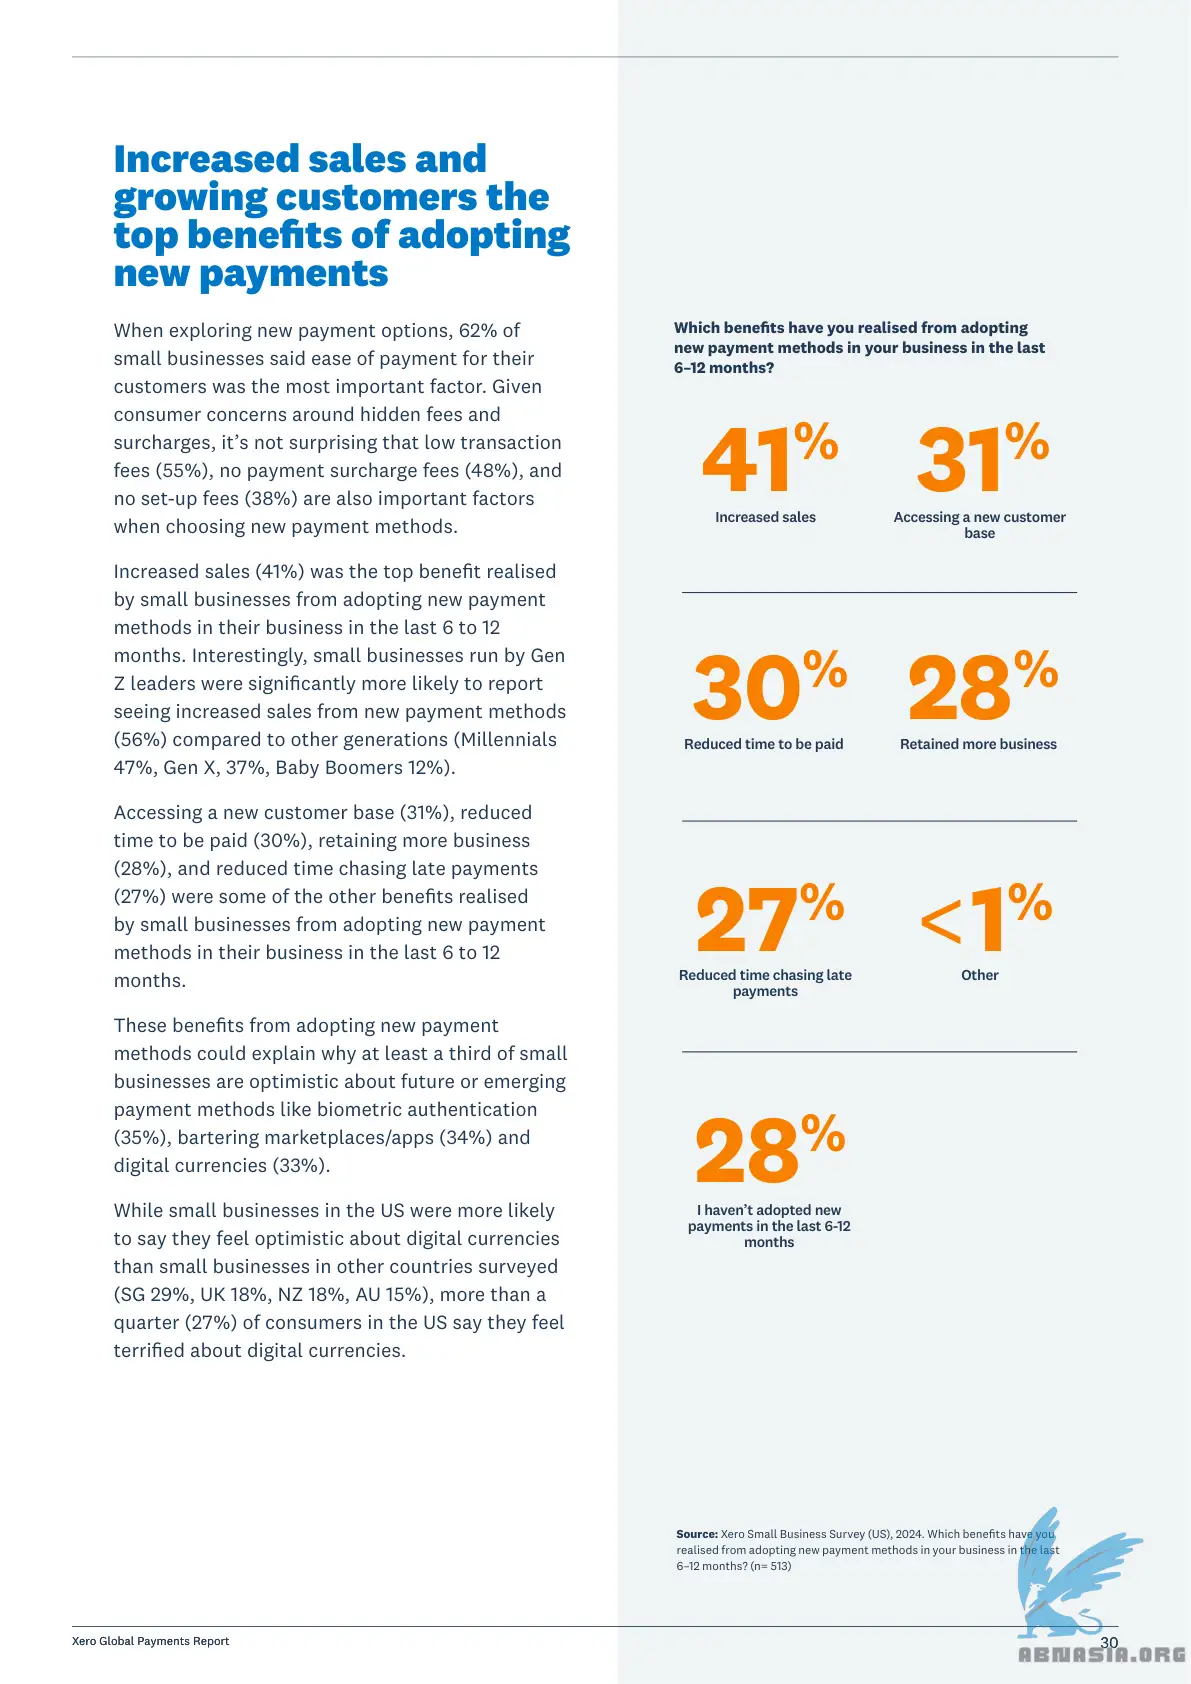 Increased sales and
growing customers the
top benefits of adopting
new payments
When exploring new payment options, 62% of
small businesses said ease of payment for their
customers was the most important factor. Given
consumer concerns around hidden fees and
surcharges, it’s not surprising that low transaction
fees (55%), no payment surcharge fees (48%), and
no set-up fees (38%) are also important factors
when choosing new payment methods.
Increased sales (41%) was the top benefit realised
by small businesses from adopting new payment
methods in their business in the last 6 to 12
months. Interestingly, small businesses run by Gen
Z leaders were significantly more likely to report
seeing increased sales from new payment methods
(56%) compared to other generations (Millennials
47%, Gen X, 37%, Baby Boomers 12%).
Accessing a new customer base (31%), reduced
time to be paid (30%), retaining more business
(28%), and reduced time chasing late payments
(27%) were some of the other benefits realised
by small businesses from adopting new payment
methods in their business in the last 6 to 12
months.
These benefits from adopting new payment
methods could explain why at least a third of small
businesses are optimistic about future or emerging
payment methods like biometric authentication
(35%), bartering marketplaces/apps (34%) and
digital currencies (33%).
While small businesses in the US were more likely
to say they feel optimistic about digital currencies
than small businesses in other countries surveyed
(SG 29%, UK 18%, NZ 18%, AU 15%), more than a
quarter (27%) of consumers in the US say they feel
terrified about digital currencies.
Which benefits have you realised from adopting
new payment methods in your business in the last
6–12 months?
41%
Increased sales
31%
Accessing a new customer
base
30%
Reduced time to be paid
28%
Retained more business
27%
Reduced time chasing late
payments
<1%
Other
28%
I haven’t adopted new
payments in the last 6-12
months
Source: Xero Small Business Survey (US), 2024. Which benefits have you
realised from adopting new payment methods in your business in the last
6–12 months? (n= 513)
Xero Global Payments Report
30
ABNASIA.ORG